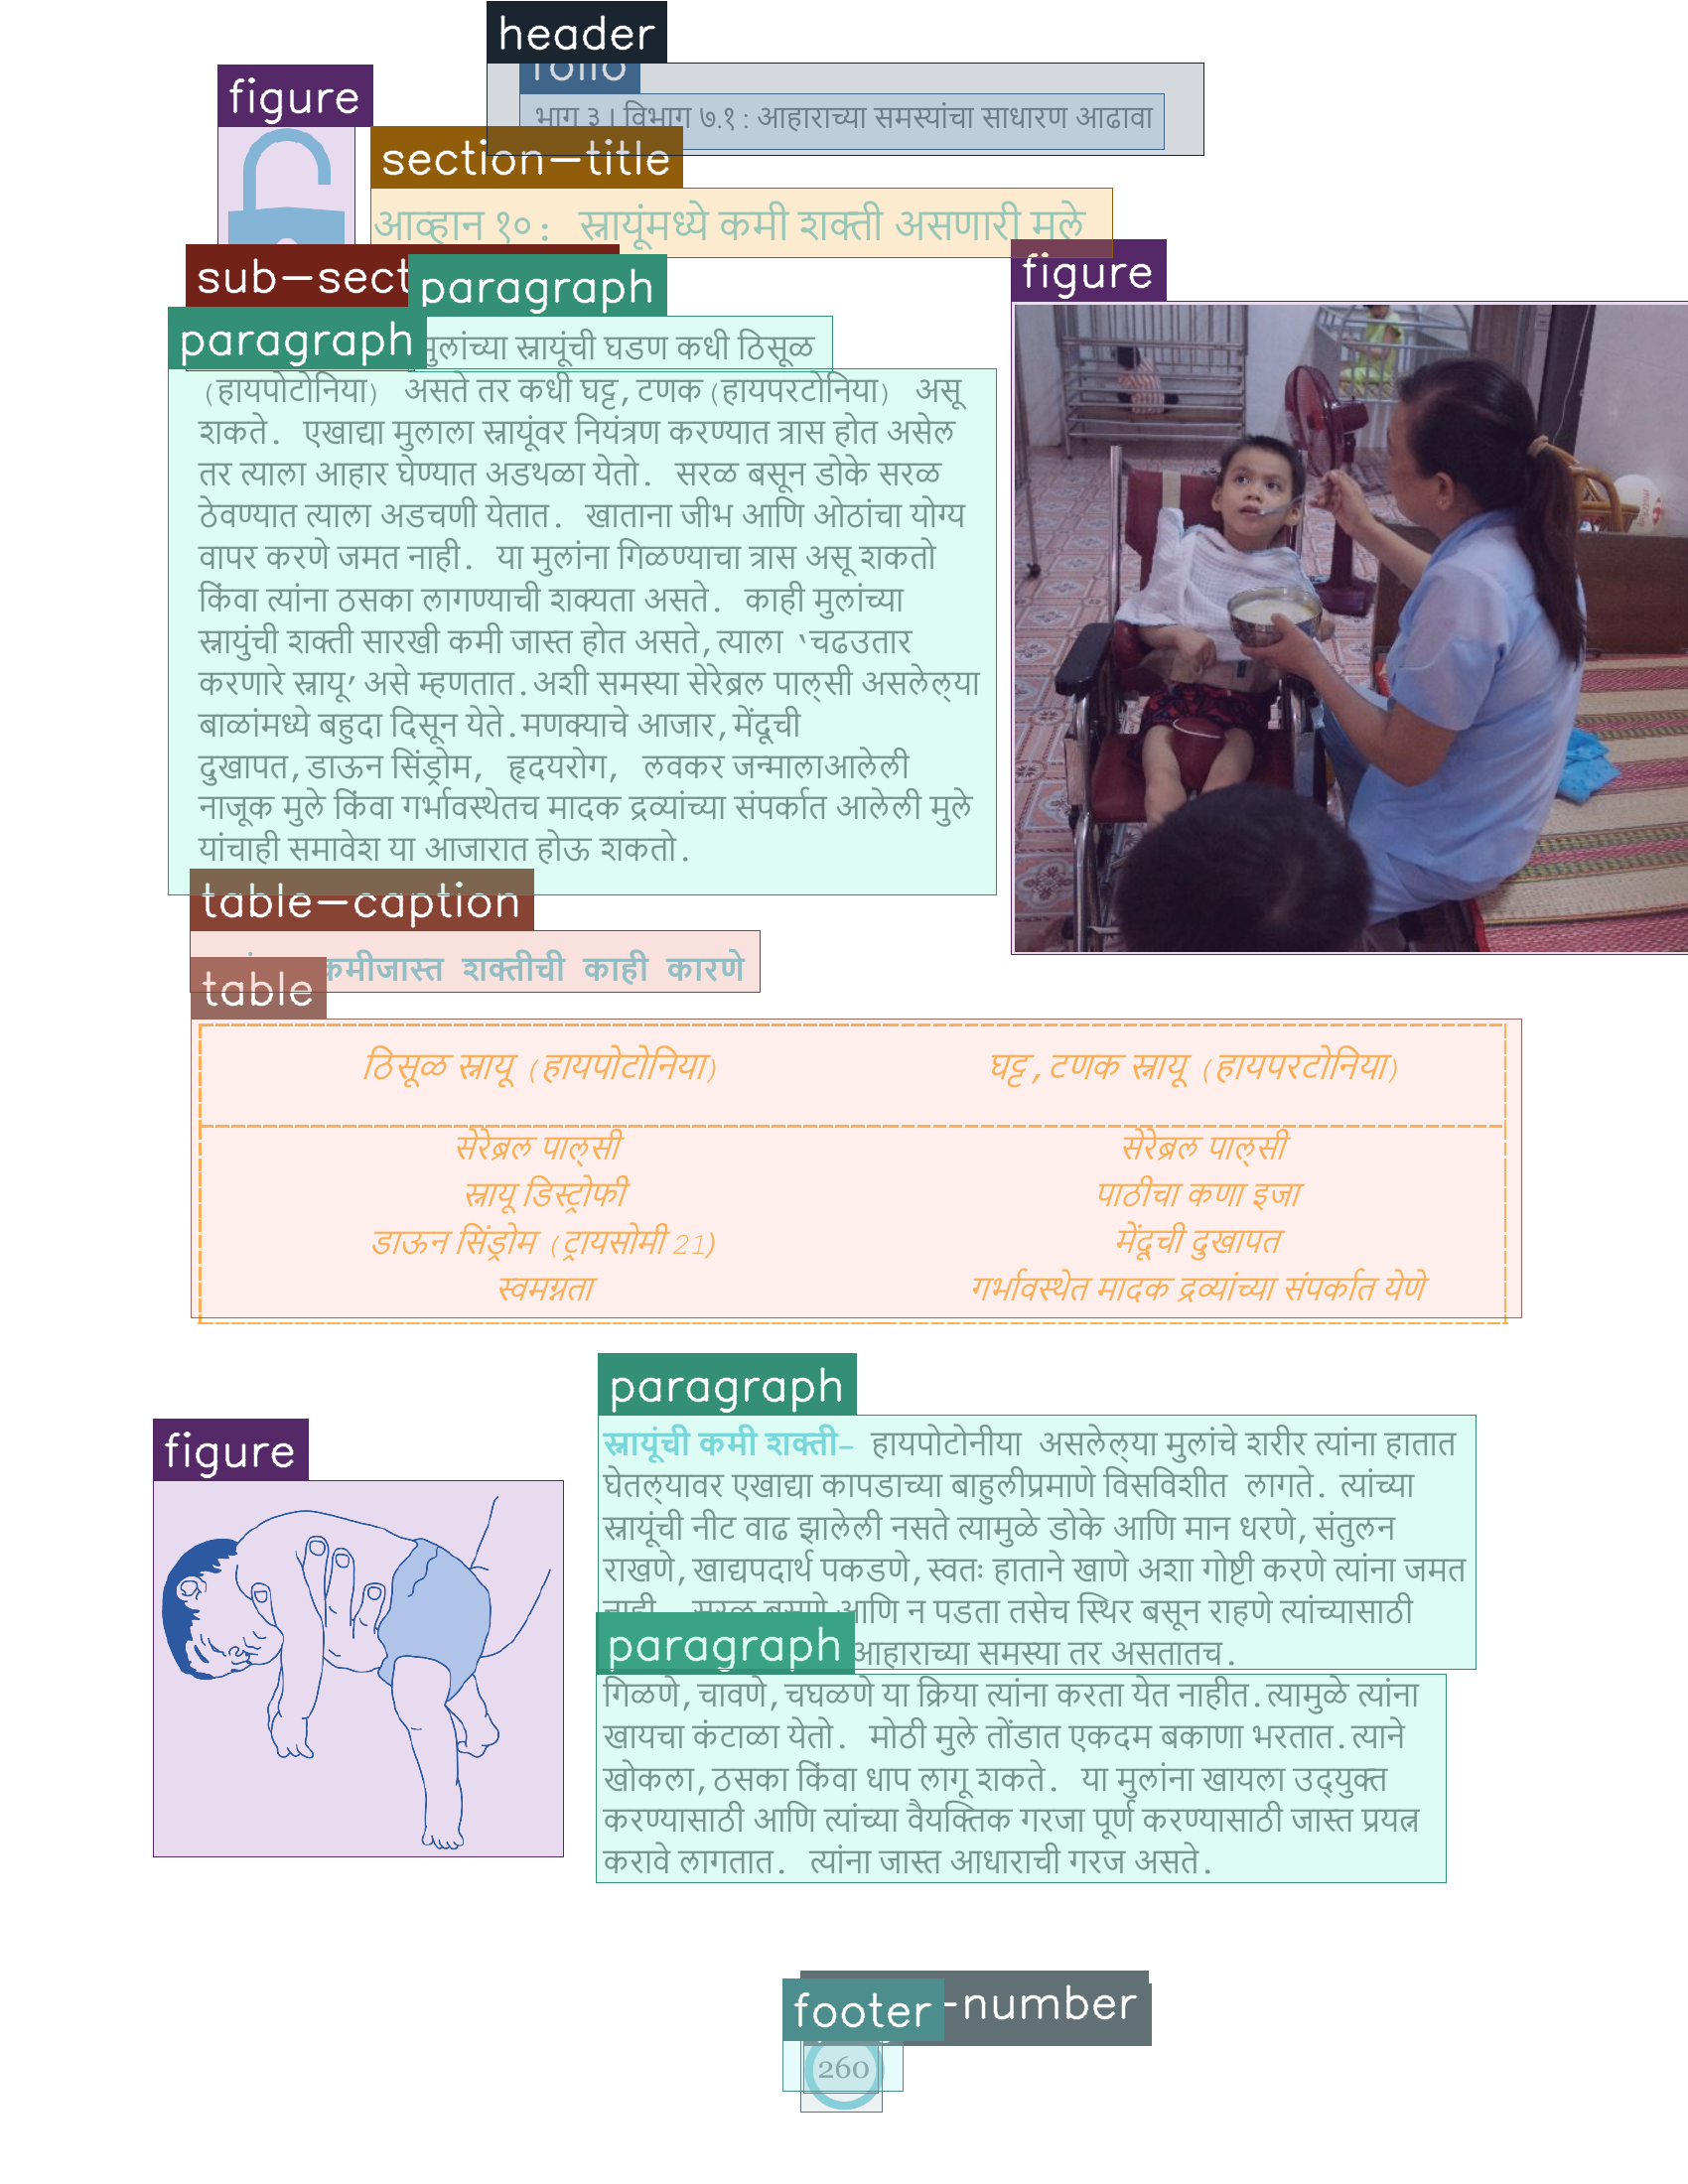 header
folio
भाग ३ । विभाग ७.१ : आहाराच्या समस्यांचा साधारण आढावा
figure
section-title
आव्हान १०: स्नायूंमध्ये कमी शक्ती असणारी मुले
sub-sect
paragraph
figure
paragraph
मुलांच्या स्नायूंची घडण कधी ठिसूळ
(हायपोटोनिया) असते तर कधी घट्ट,टणक(हायपरटोनिया) असू
शकते. एखाद्या मुलाला स्नायूंवर नियंत्रण करण्यात त्रास होत असेल
तर त्याला आहार घेण्यात अडथळा येतो. सरळ बसून डोके सरळ
ठेवण्यात त्याला अडचणी येतात. खाताना जीभ आणि ओठांचा योग्य
वापर करणे जमत नाही. या मुलांना गिळण्याचा त्रास असू शकतो
किंवा त्यांना ठसका लागण्याची शक्यता असते. काही मुलांच्या
स्नायुंची शक्ती सारखी कमी जास्त होत असते,त्याला ‘चढउतार
करणारे स्नायू’ असे म्हणतात.अशी समस्या सेरेब्रल पाल्सी असलेल्या
बाळांमध्ये बहुदा दिसून येते.मणक्याचे आजार,मेंदूची
दुखापत,डाऊन सिंड्रोम, हृदयरोग, लवकर जन्मालाआलेली
नाजूक मुले किंवा गर्भावस्थेतच मादक द्रव्यांच्या संपर्कात आलेली मुले
यांचाही समावेश या आजारात होऊ शकतो.
table-caption
कमीजास्त शक्तीची काही कारणे
table
ठिसूळ स्नायू (हायपोटोनिया) घट्ट,टणक स्नायू (हायपरटोनिया)
सेरेब्रल पाल्सी सेरेब्रल पाल्सी
स्नायू डिस्ट्रोफी पाठीचा कणा इजा
डाऊन सिंड्रोम (ट्रायसोमी 21) मेंदूची दुखापत
स्वमग्नता गर्भावस्थेत मादक द्रव्यांच्या संपर्कात येणे
paragraph
figure
स्नायूंची कमी शक्ती– हायपोटोनीया असलेल्या मुलांचे शरीर त्यांना हातात
घेतल्यावर एखाद्या कापडाच्या बाहुलीप्रमाणे विसविशीत लागते. त्यांच्या
स्नायूंची नीट वाढ झालेली नसते त्यामुळे डोके आणि मान धरणे,संतुलन
राखणे,खाद्यपदार्थ पकडणे,स्वतः हाताने खाणे अशा गोष्टी करणे त्यांना जमत
नाही. सरळ बसणे आणि न पडता तसेच स्थिर बसून राहणे त्यांच्यासाठी
paragraph
आहाराच्या समस्या तर असतातच.
गिळणे,चावणे,चघळणे या क्रिया त्यांना करता येत नाहीत.त्यामुळे त्यांना
खायचा कंटाळा येतो. मोठी मुले तोंडात एकदम बकाणा भरतात.त्याने
खोकला,ठसका किंवा धाप लागू शकते. या मुलांना खायला उद्युक्त
करण्यासाठी आणि त्यांच्या वैयक्तिक गरजा पूर्ण करण्यासाठी जास्त प्रयत्न
करावे लागतात. त्यांना जास्त आधाराची गरज असते.
footer
-number
260